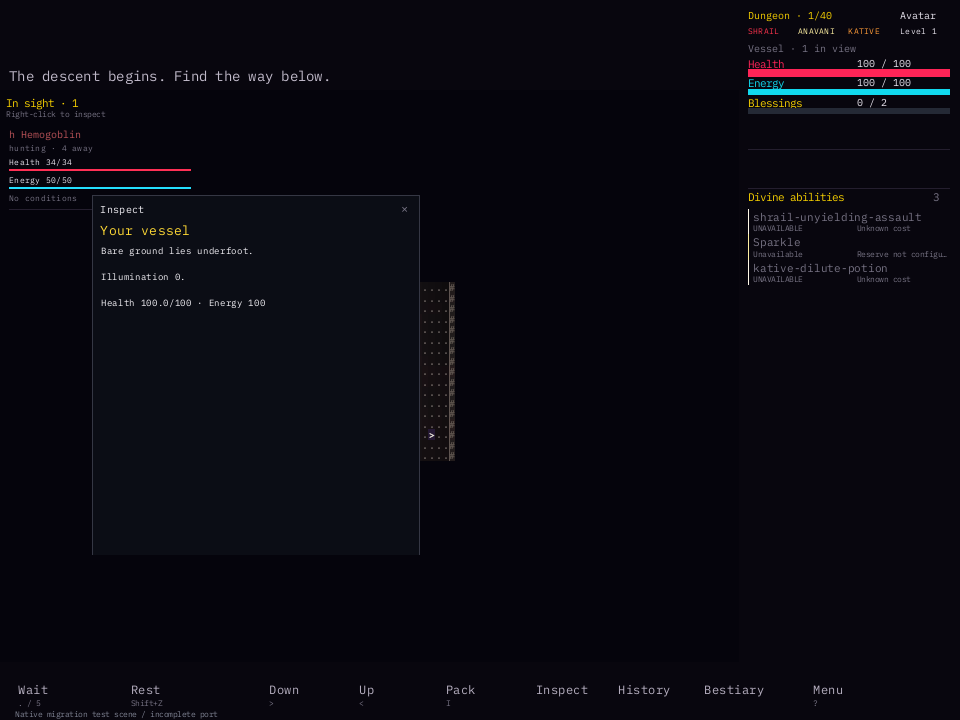 Dungeon · 1/40
Avatar
SHRAIL ANAVANI KATIVE Level 1
Vessel · 1 in view
Health 100 / 100
Energy 100 / 100
Blessings 0 / 2
The descent begins. Find the way below.
In sight · 1
Right-click to inspect
h Hemogoblin
hunting · 4 away
Health 34/34
Energy 50/50
No conditions
Inspect ×
Your vessel
Bare ground lies underfoot.
Illumination 0.
Health 100.0/100 · Energy 100
>
Divine abilities 3
shrail-unyielding-assault
UNAVAILABLE Unknown cost
Sparkle
Unavailable Reserve not configu…
kative-dilute-potion
UNAVAILABLE Unknown cost
Wait Rest Down Up Pack Inspect History Bestiary Menu
. / 5 Shift+Z > < I ?
Native migration test scene / incomplete port